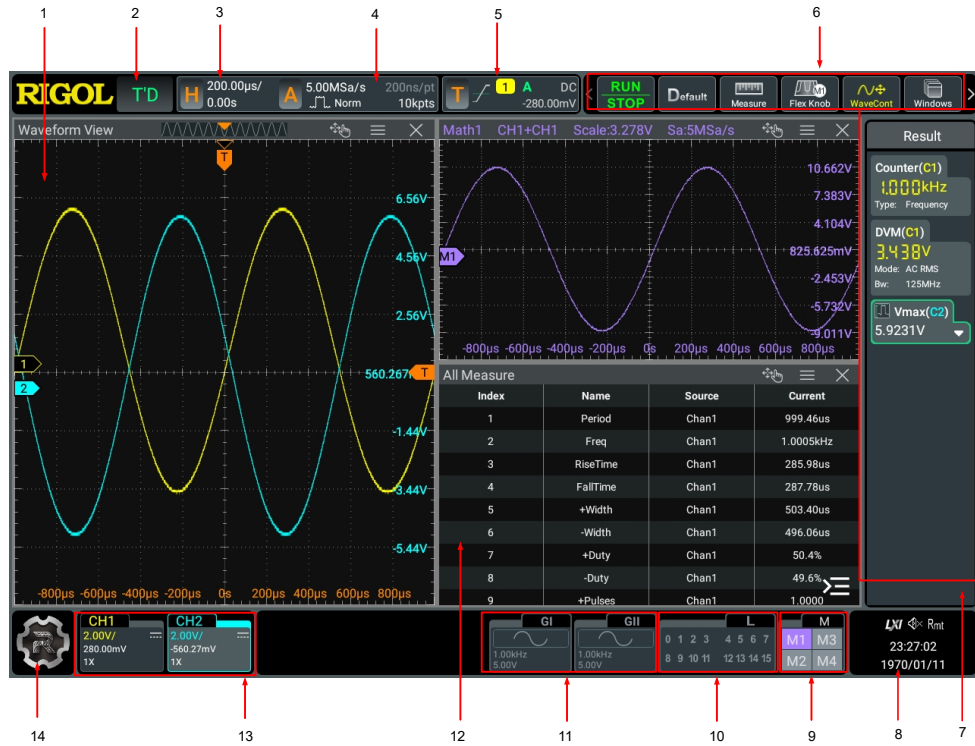 1 2 3 4 5 6
RIGOL T'D H 200.00µs/ 0.00s A 5.00MSa/s 200ns/pt Norm 10kpts T 1 A DC -280.00mV RUN STOP Default Measure Flex Knob M1 WaveCont Windows
Waveform View
T
6.56V
4.56V
2.56V
560.267 T
-1.44V
-3.44V
-5.44V
1
2
-800µs -600µs -400µs -200µs 0s 200µs 400µs 600µs 800µs
Math1 CH1+CH1 Scale:3.278V Sa:5MSa/s
10.662V
7.383V
4.104V
825.625mV
-2.453V
-5.732V
-9.011V
M1
-800µs -600µs -400µs -200µs 0s 200µs 400µs 600µs 800µs
All Measure
Index Name Source Current
1 Period Chan1 999.46us
2 Freq Chan1 1.0005kHz
3 RiseTime Chan1 285.98us
4 FallTime Chan1 287.78us
5 +Width Chan1 503.40us
6 -Width Chan1 496.06us
7 +Duty Chan1 50.4%
8 -Duty Chan1 49.6%
9 +Pulses Chan1 1.0000
Result
Counter(C1)
1.000kHz
Type: Frequency
DVM(C1)
3.438V
Mode: AC RMS
Bw: 125MHz
Vmax(C2)
5.9231V
R
CH1
2.00V/
280.00mV
1X
CH2
2.00V/
-560.27mV
1X
GI
1.00kHz
5.00V
GII
1.00kHz
5.00V
L
0 1 2 3 4 5 6 7
8 9 10 11 12 13 14 15
M
M1 M3
M2 M4
LXI Rmt
23:27:02
1970/01/11
14 13 12 11 10 9 8 7